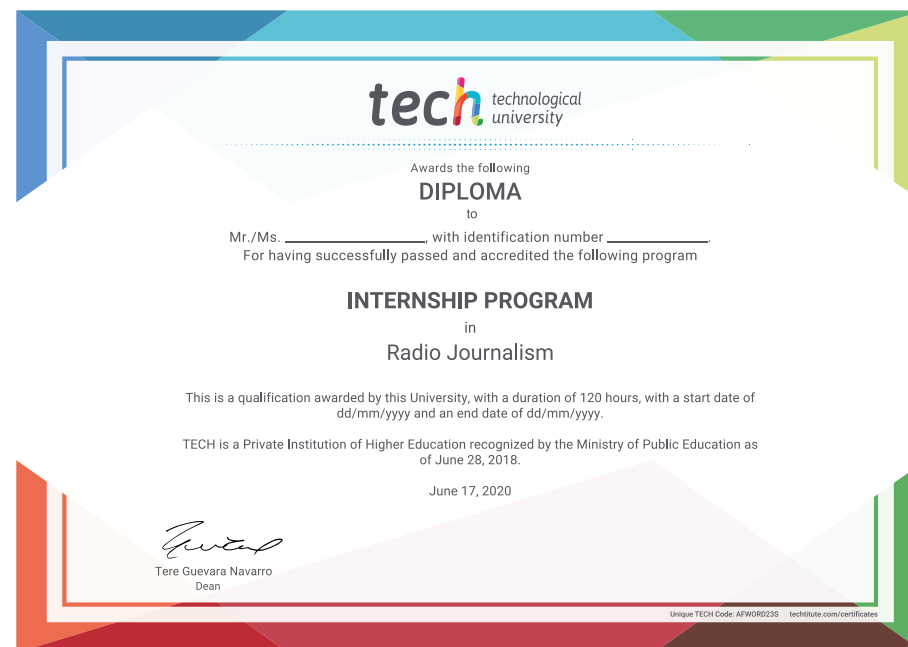 tech technological
university
Awards the following
DIPLOMA
to
Mr./Ms. ____________________, with identification number ______________.
For having successfully passed and accredited the following program
INTERNSHIP PROGRAM
in
Radio Journalism
This is a qualification awarded by this University, with a duration of 120 hours, with a start date of
dd/mm/yyyy and an end date of dd/mm/yyyy.
TECH is a Private Institution of Higher Education recognized by the Ministry of Public Education as
of June 28, 2018.
June 17, 2020
Tere Guevara Navarro
Dean
Unique TECH Code: AFWORD23S techtitute.com/certificates